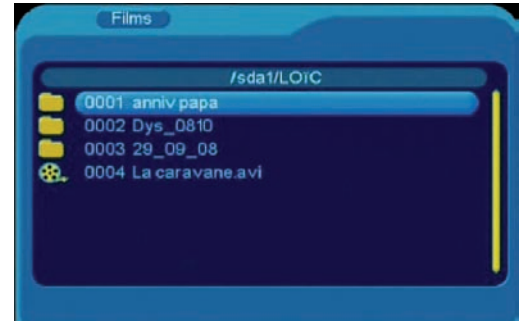 Films
/sda1/LOÏC
0001 anniv papa
0002 Dys_0810
0003 29_09_08
0004 La caravane.avi